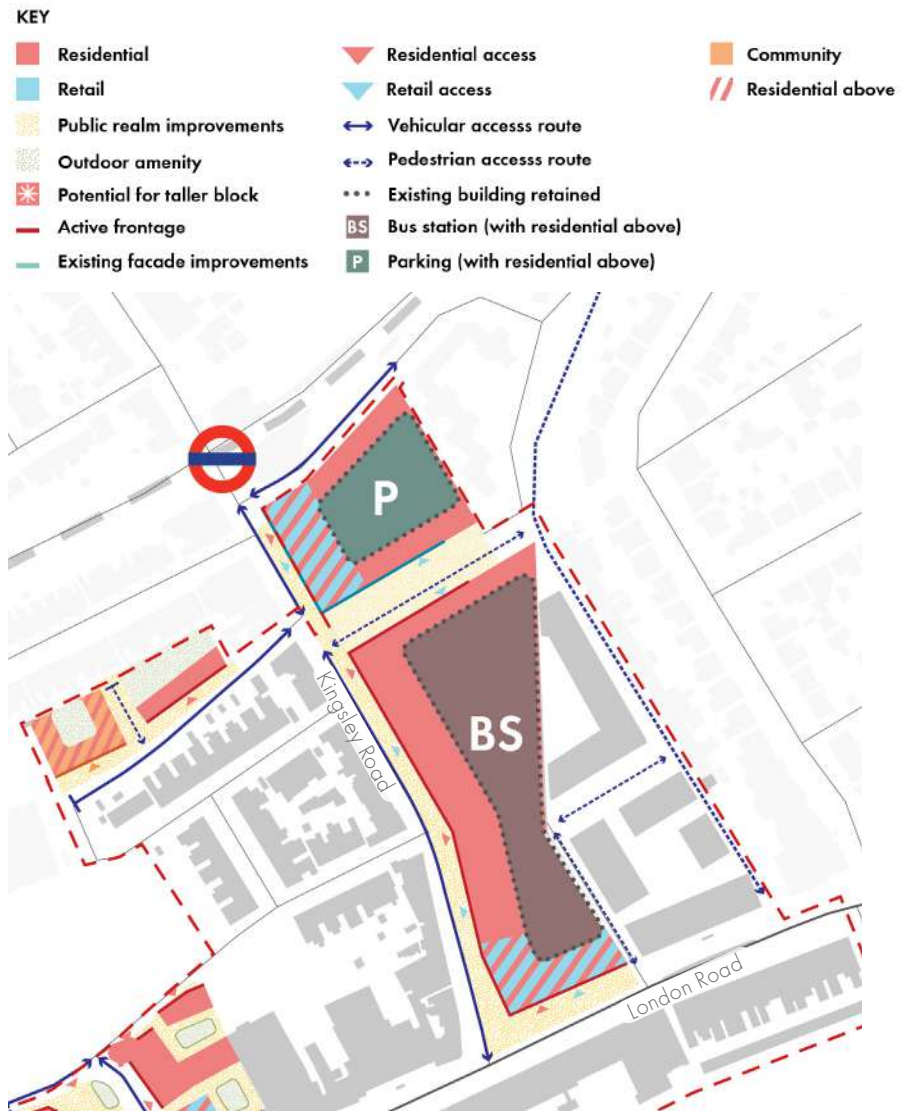 KEY
Residential
Retail
Public realm improvements
Outdoor amenity
Potential for taller block
Active frontage
Existing facade improvements
Residential access
Retail access
Vehicular accesss route
Pedestrian accesss route
Existing building retained
BS Bus station (with residential above)
P Parking (with residential above)
Community
Residential above
P
BS
Kingsley Road
London Road